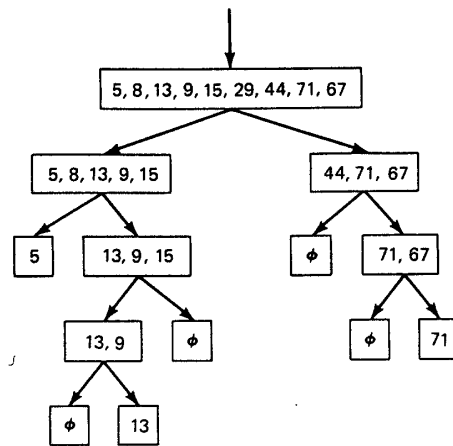 5, 8, 13, 9, 15, 29, 44, 71, 67
5, 8, 13, 9, 15
44, 71, 67
5
13, 9, 15
ϕ
71, 67
13, 9
ϕ
ϕ
71
ϕ
13